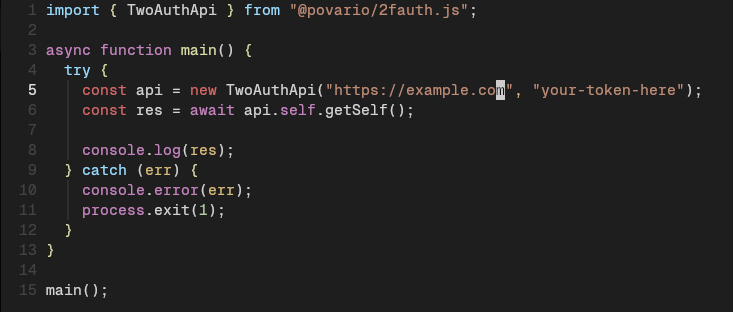 1 import { TwoAuthApi } from "@povario/2fauth.js";
2
3 async function main() {
4   try {
5     const api = new TwoAuthApi("https://example.com", "your-token-here");
6     const res = await api.self.getSelf();
7
8     console.log(res);
9   } catch (err) {
10     console.error(err);
11     process.exit(1);
12   }
13 }
14
15 main();